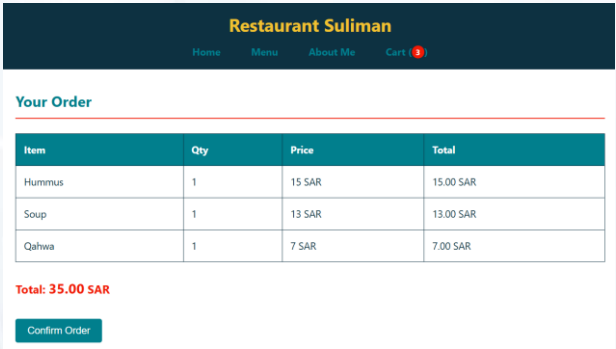 Restaurant Suliman
Home Menu About Me Cart (3)
Your Order
Item Qty Price Total
Hummus 1 15 SAR 15.00 SAR
Soup 1 13 SAR 13.00 SAR
Qahwa 1 7 SAR 7.00 SAR
Total: 35.00 SAR
Confirm Order